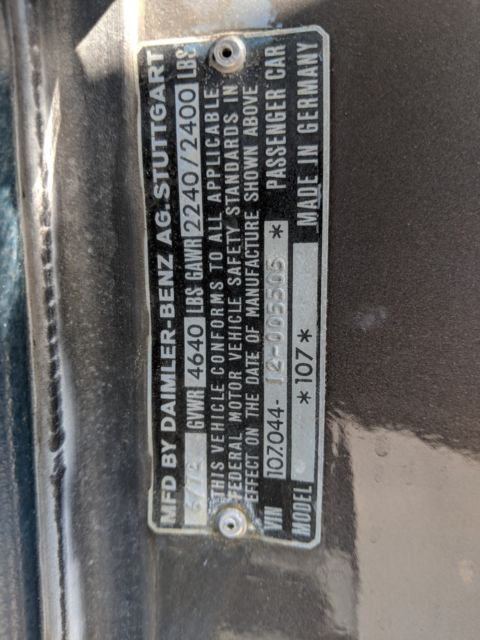 MFD BY DAIMLER-BENZ AG. STUTTGART
GVWR 4640 LBS GAWR 2240/2400 LBS
THIS VEHICLE CONFORMS TO ALL APPLICABLE
FEDERAL MOTOR VEHICLE SAFETY STANDARDS IN
EFFECT ON THE DATE OF MANUFACTURE SHOWN ABOVE
VIN 107.044-12-005505 * PASSENGER CAR
MODEL *107* MADE IN GERMANY